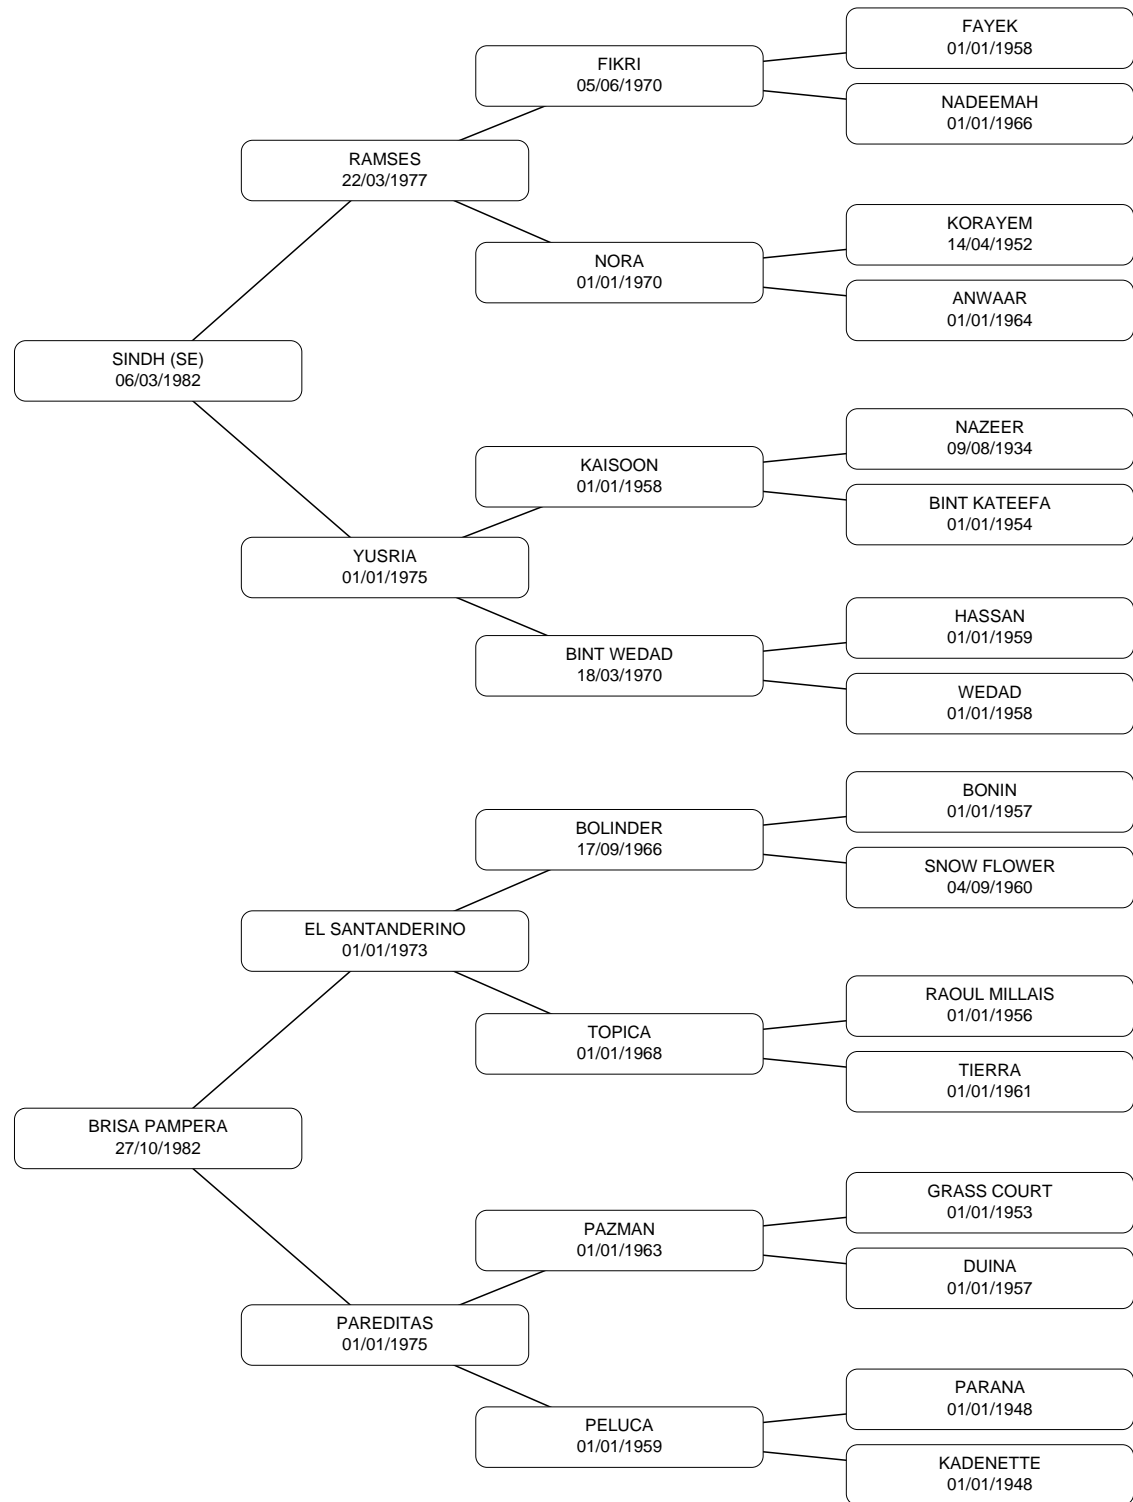 FAYEK
01/01/1958
FIKRI
05/06/1970
NADEEMAH
01/01/1966
RAMSES
22/03/1977
KORAYEM
14/04/1952
NORA
01/01/1970
ANWAAR
01/01/1964
SINDH (SE)
06/03/1982
NAZEER
09/08/1934
KAISOON
01/01/1958
BINT KATEEFA
01/01/1954
YUSRIA
01/01/1975
HASSAN
01/01/1959
BINT WEDAD
18/03/1970
WEDAD
01/01/1958
BONIN
01/01/1957
BOLINDER
17/09/1966
SNOW FLOWER
04/09/1960
EL SANTANDERINO
01/01/1973
RAOUL MILLAIS
01/01/1956
TOPICA
01/01/1968
TIERRA
01/01/1961
BRISA PAMPERA
27/10/1982
GRASS COURT
01/01/1953
PAZMAN
01/01/1963
DUINA
01/01/1957
PAREDITAS
01/01/1975
PARANA
01/01/1948
PELUCA
01/01/1959
KADENETTE
01/01/1948